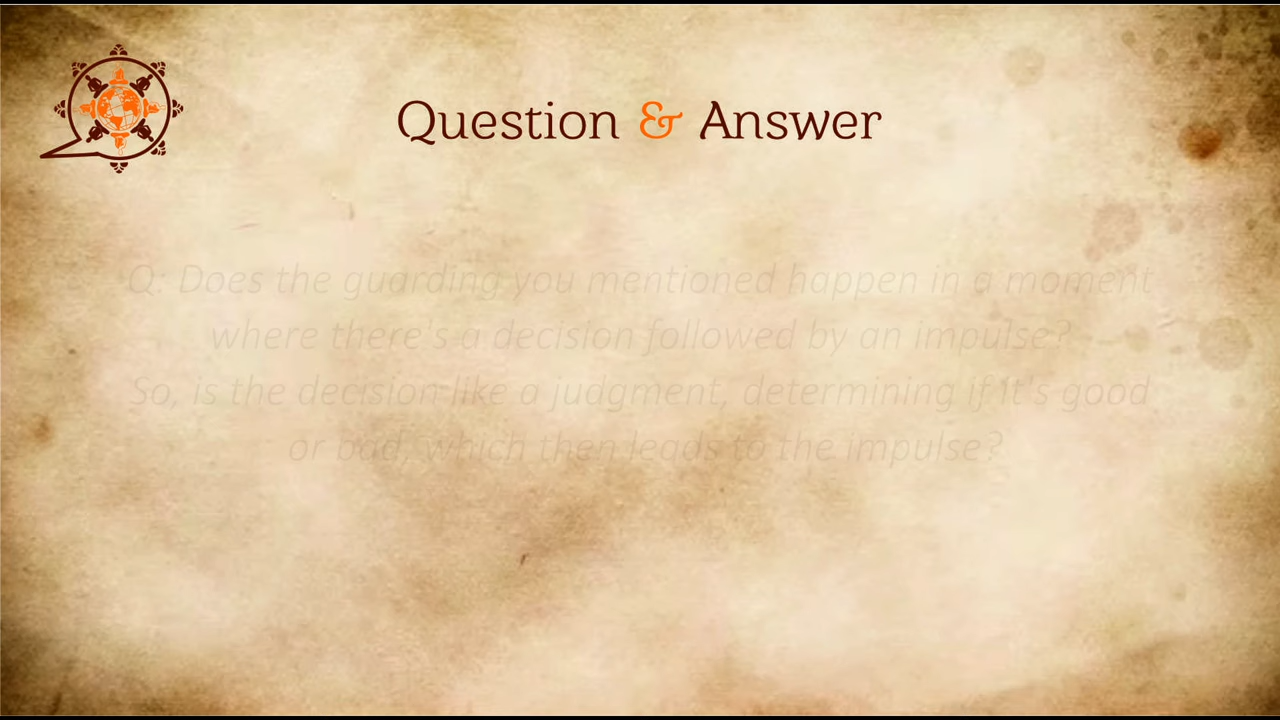 Question & Answer
Q: Does the guarding you mentioned happen in a moment
where there's a decision followed by an impulse?
So, is the decision like a judgment, determining if it's good
or bad, which then leads to the impulse?